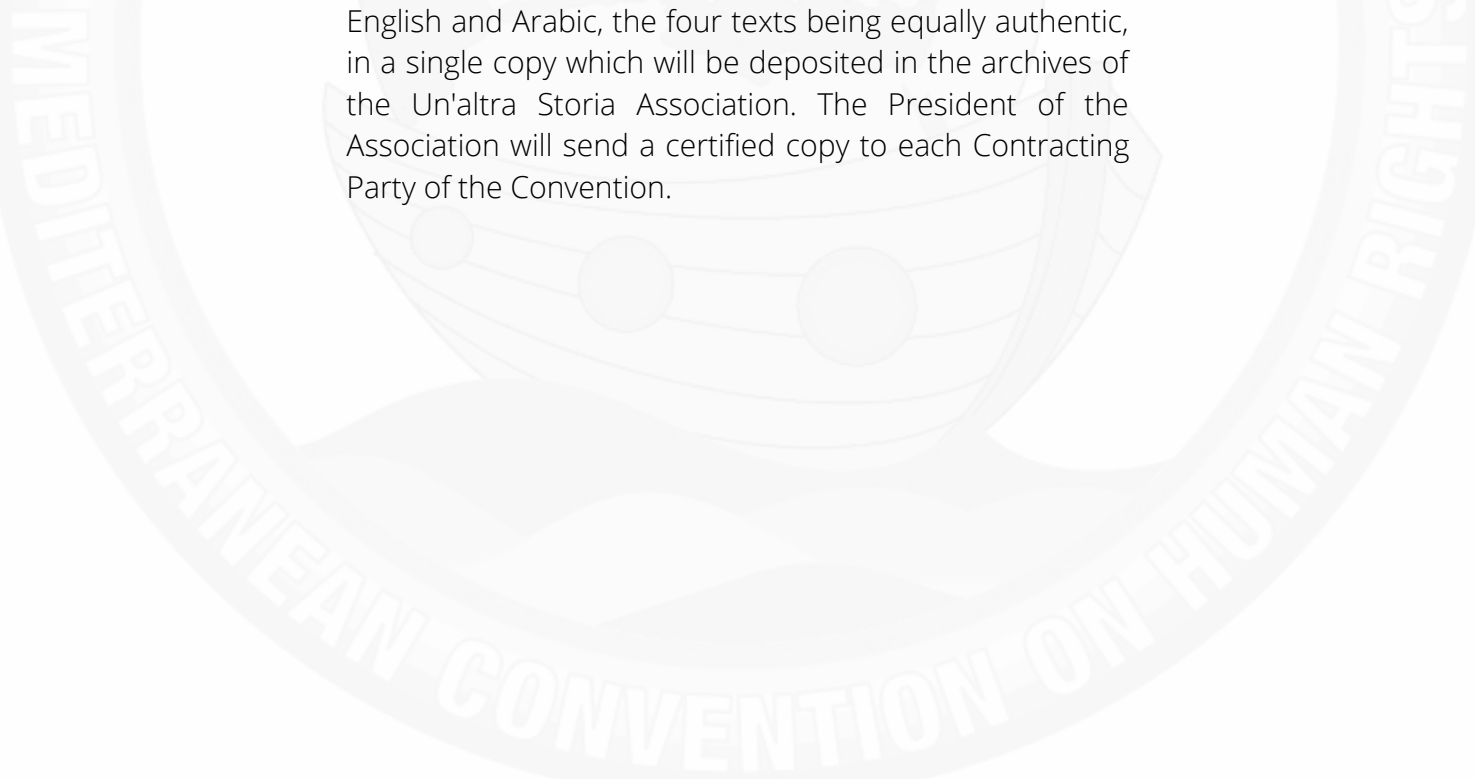 English and Arabic, the four texts being equally authentic,
in a single copy which will be deposited in the archives of
the Un'altra Storia Association. The President of the
Association will send a certified copy to each Contracting
Party of the Convention.
MEDITERRANEAN CONVENTION ON HUMAN RIGHTS